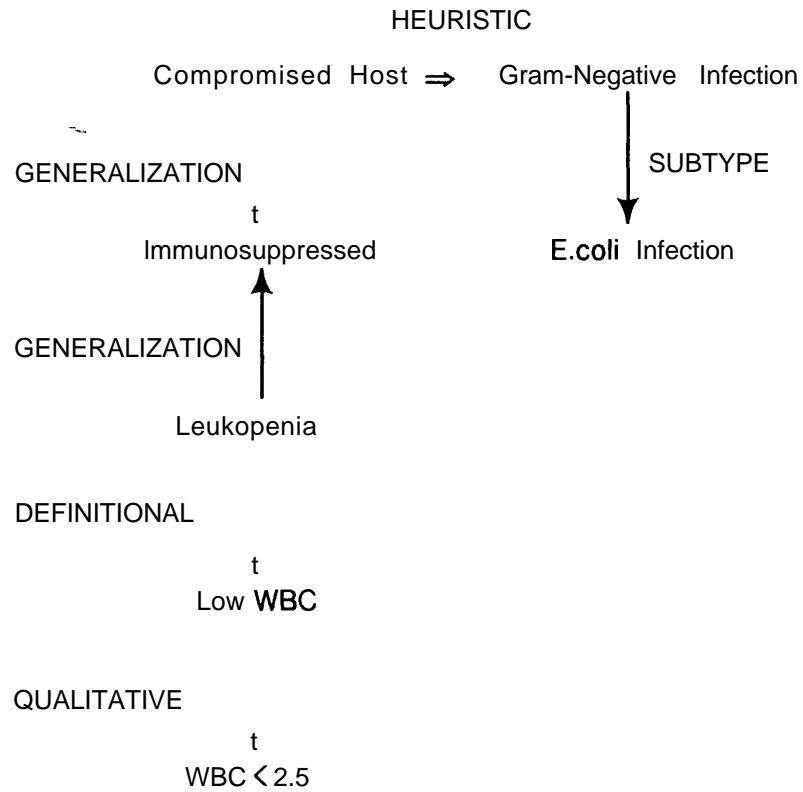 HEURISTIC
Compromised Host ⇒ Gram-Negative Infection
SUBTYPE
GENERALIZATION
t
Immunosuppressed
E.coli Infection
GENERALIZATION
Leukopenia
DEFINITIONAL
t
Low WBC
QUALITATIVE
t
WBC < 2.5